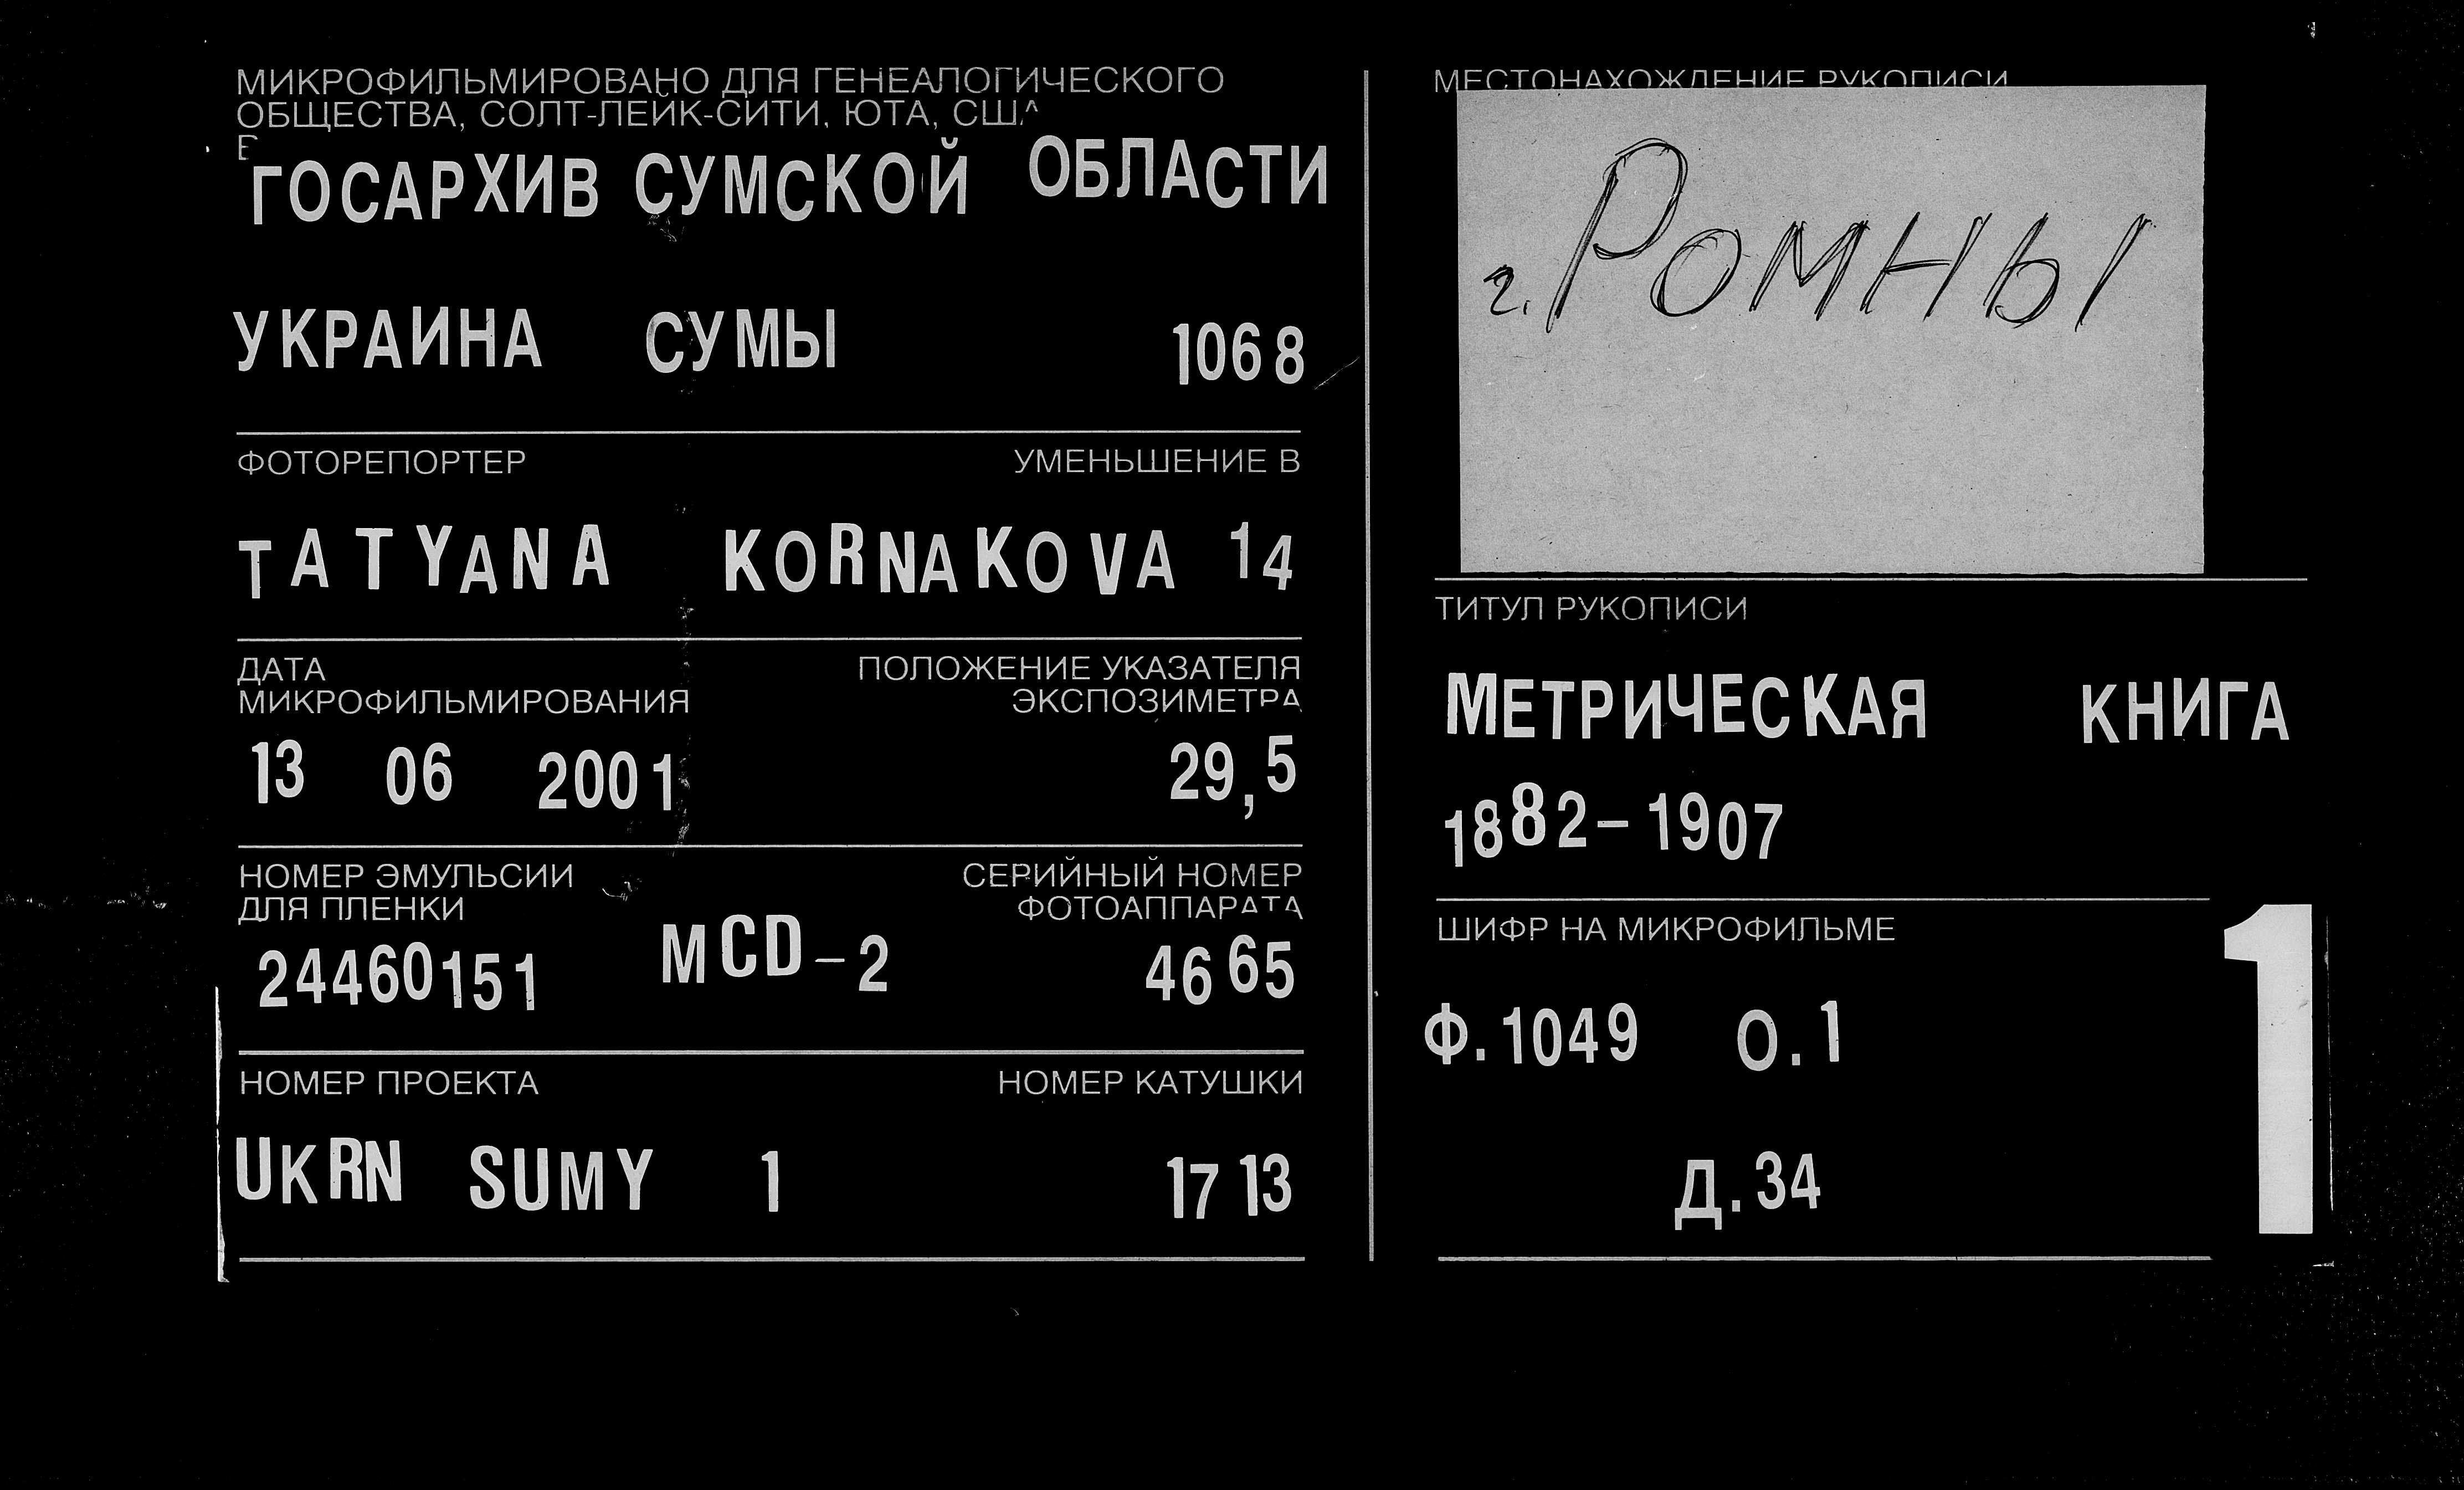 МИКРОФИЛЬМИРОВАНО ДЛЯ ГЕНЕАЛОГИЧЕСКОГО
ОБЩЕСТВА, СОЛТ-ЛЕЙК-СИТИ, ЮТА, США
В
ГОСАРХИВ СУМСКОЙ ОБЛАСТИ
УКРАИНА СУМЫ 1068
ФОТОРЕПОРТЕР УМЕНЬШЕНИЕ В
TATYANA KORNAKOVA 14
ДАТА ПОЛОЖЕНИЕ УКАЗАТЕЛЯ
МИКРОФИЛЬМИРОВАНИЯ ЭКСПОЗИМЕТРА
13 06 2001 29,5
НОМЕР ЭМУЛЬСИИ СЕРИЙНЫЙ НОМЕР
ДЛЯ ПЛЕНКИ ФОТОАППАРАТА
24460151 MCD-2 4665
НОМЕР ПРОЕКТА НОМЕР КАТУШКИ
UKRN SUMY 1 1713
МЕСТОНАХОЖДЕНИЕ РУКОПИСИ
г. Ромны
ТИТУЛ РУКОПИСИ
МЕТРИЧЕСКАЯ КНИГА
1882-1907
ШИФР НА МИКРОФИЛЬМЕ
Ф.1049 О.1
Д.34
1